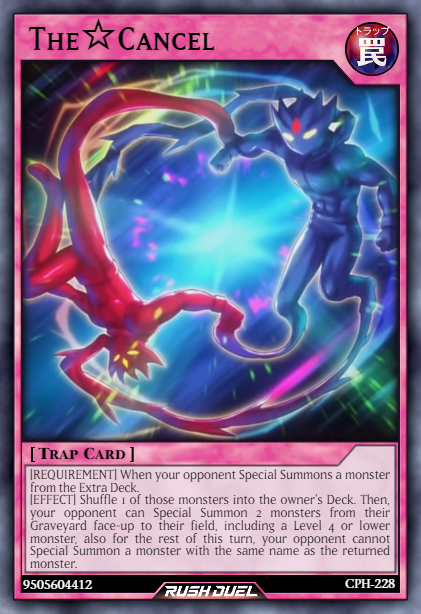 The☆Cancel
トラップ
罠
[ Trap Card ]
[REQUIREMENT] When your opponent Special Summons a monster
from the Extra Deck.
[EFFECT] Shuffle 1 of those monsters into the owner's Deck. Then,
your opponent can Special Summon 2 monsters from their
Graveyard face-up to their field, including a Level 4 or lower
monster, also for the rest of this turn, your opponent cannot
Special Summon a monster with the same name as the returned
monster.
9505604412
RUSH DUEL
CPH-228